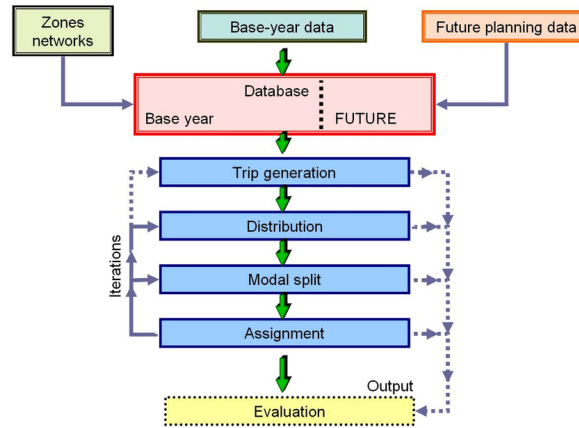 Zones
networks
Base-year data
Future planning data
Database
Base year
FUTURE
Trip generation
Distribution
Modal split
Iterations
Assignment
Output
Evaluation